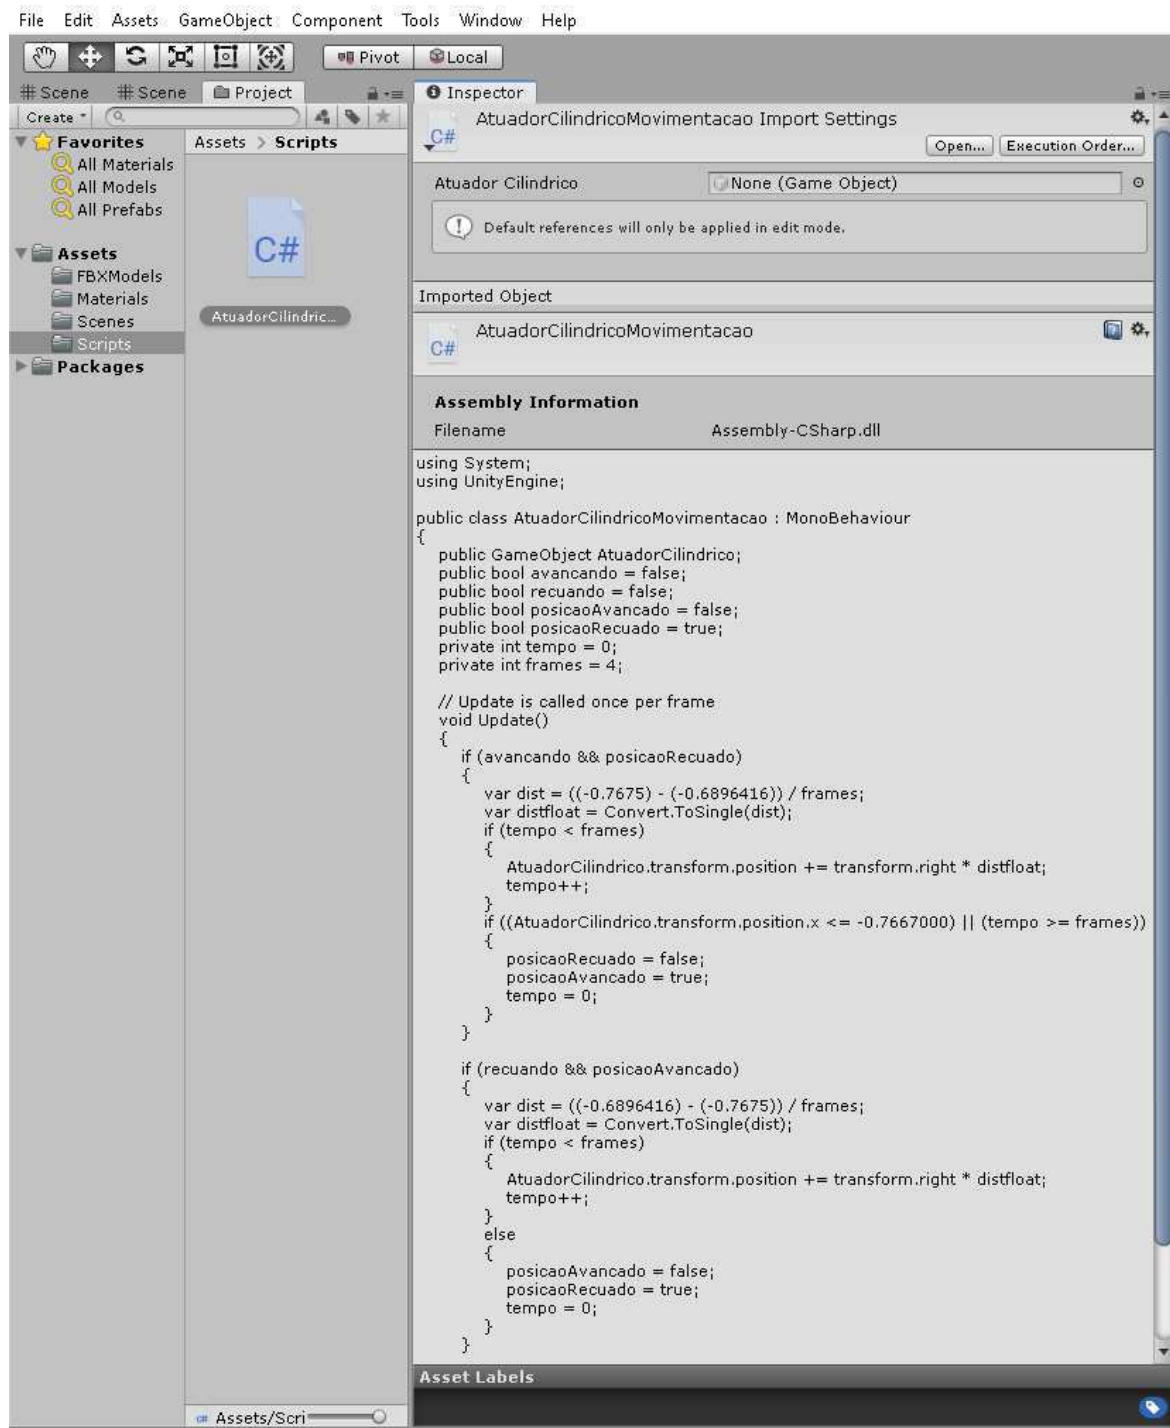 File Edit Assets GameObject Component Tools Window Help
Pivot Local
Scene Scene Project
Create
Favorites
All Materials
All Models
All Prefabs
Assets
FBXModels
Materials
Scenes
Scripts
Packages
Assets > Scripts
C#
AtuadorCilindric...
Assets/Scri
Inspector
C#
AtuadorCilindricoMovimentacao Import Settings
Open... Execution Order...
Atuador Cilindrico None (Game Object)
Default references will only be applied in edit mode.
Imported Object
C#
AtuadorCilindricoMovimentacao
Assembly Information
Filename Assembly-CSharp.dll
using System;
using UnityEngine;
public class AtuadorCilindricoMovimentacao : MonoBehaviour
{
public GameObject AtuadorCilindrico;
public bool avancando = false;
public bool recuando = false;
public bool posicaoAvancado = false;
public bool posicaoRecuado = true;
private int tempo = 0;
private int frames = 4;
// Update is called once per frame
void Update()
{
if (avancando && posicaoRecuado)
{
var dist = ((-0.7675) - (-0.6896416)) / frames;
var distfloat = Convert.ToSingle(dist);
if (tempo < frames)
{
AtuadorCilindrico.transform.position += transform.right * distfloat;
tempo++;
}
if ((AtuadorCilindrico.transform.position.x <= -0.7667000) || (tempo >= frames))
{
posicaoRecuado = false;
posicaoAvancado = true;
tempo = 0;
}
}
if (recuando && posicaoAvancado)
{
var dist = ((-0.6896416) - (-0.7675)) / frames;
var distfloat = Convert.ToSingle(dist);
if (tempo < frames)
{
AtuadorCilindrico.transform.position += transform.right * distfloat;
tempo++;
}
else
{
posicaoAvancado = false;
posicaoRecuado = true;
tempo = 0;
}
}
Asset Labels